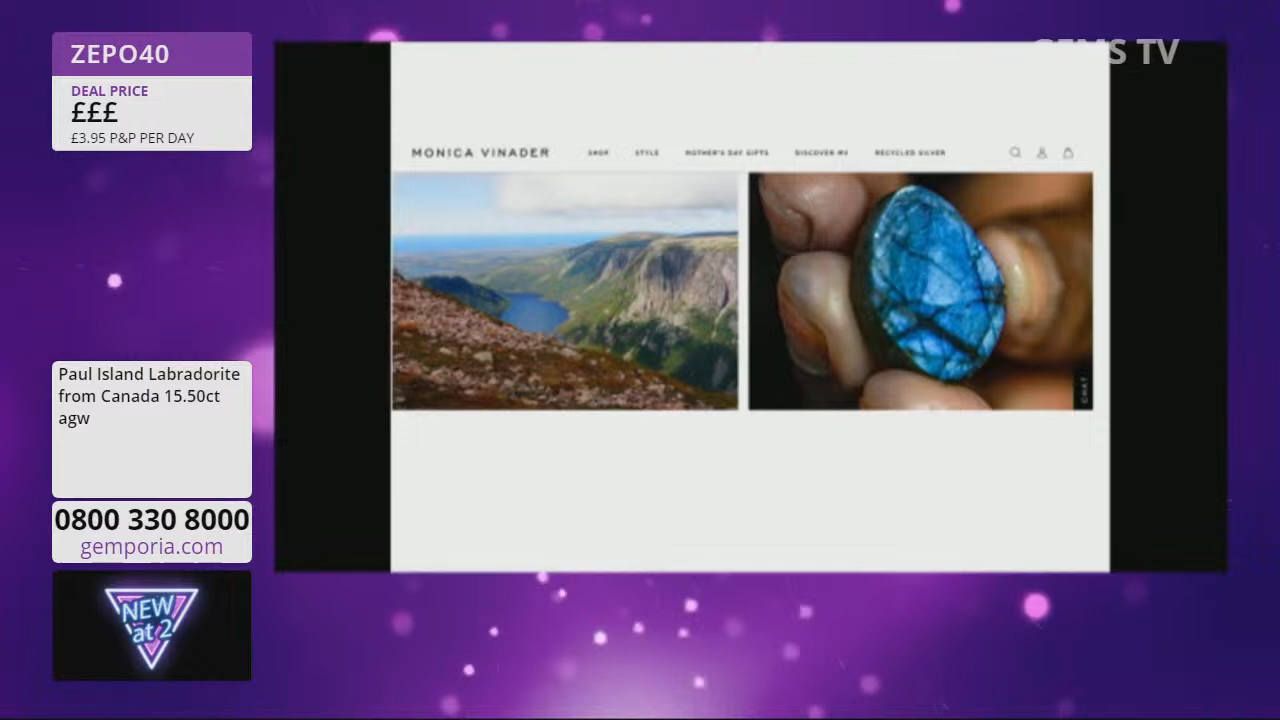 ZEPO40
DEAL PRICE
£££
£3.95 P&P PER DAY
GEMS TV
MONICA VINADER
SHOP
STYLE
MOTHER'S DAY GIFTS
DISCOVER MV
RECYCLED SILVER
CHAT
Paul Island Labradorite
from Canada 15.50ct
agw
0800 330 8000
gemporia.com
NEW
at 2